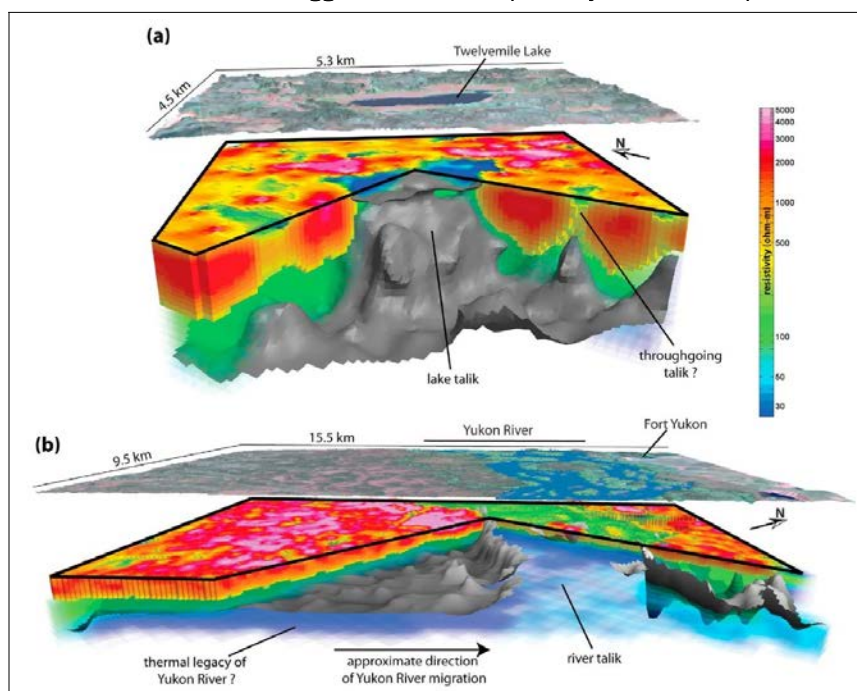 (a)
Twelvemile Lake
5.3 km
4.5 km
N
5000
4000
3000
2000
1000
500
100
50
30
resistivity (ohm-m)
throughgoing
talik ?
lake talik
(b)
Yukon River
Fort Yukon
15.5 km
9.5 km
N
thermal legacy of
Yukon River ?
approximate direction
of Yukon River migration
river talik